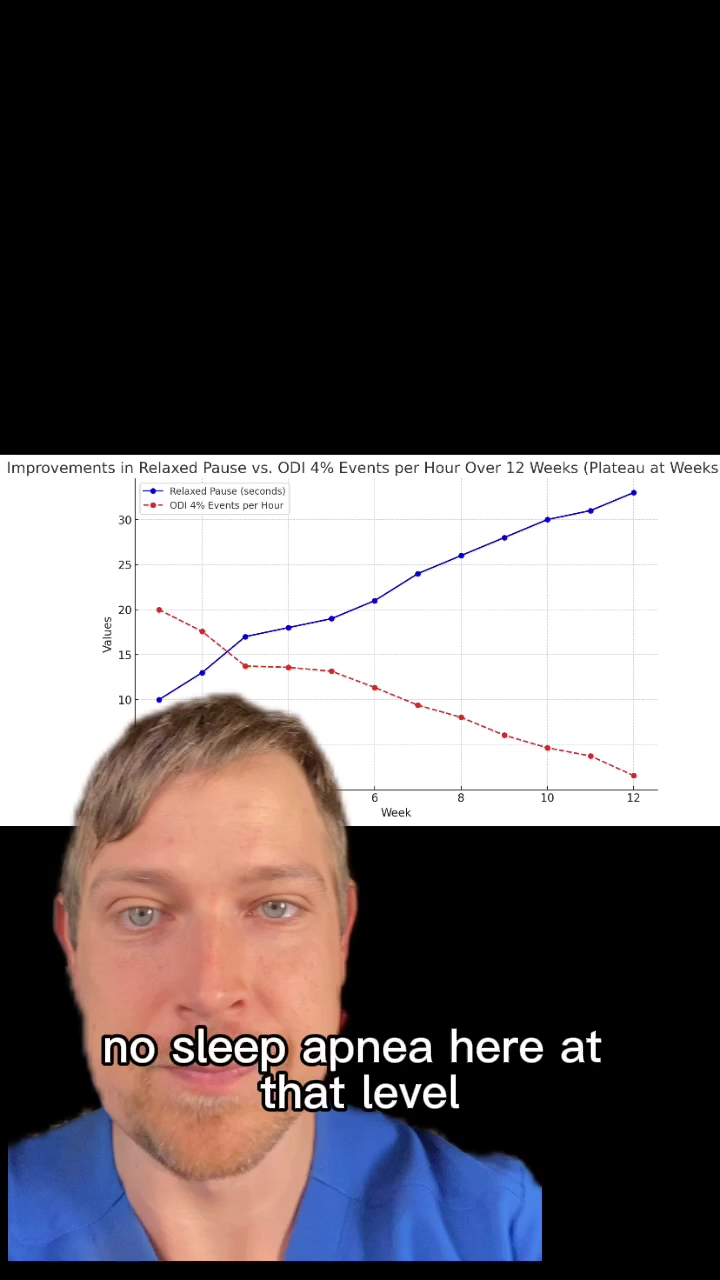 Improvements in Relaxed Pause vs. ODI 4% Events per Hour Over 12 Weeks (Plateau at Weeks
Relaxed Pause (seconds)
ODI 4% Events per Hour
30
25
20
15
10
Values
6 8 10 12
Week
no sleep apnea here at
that level